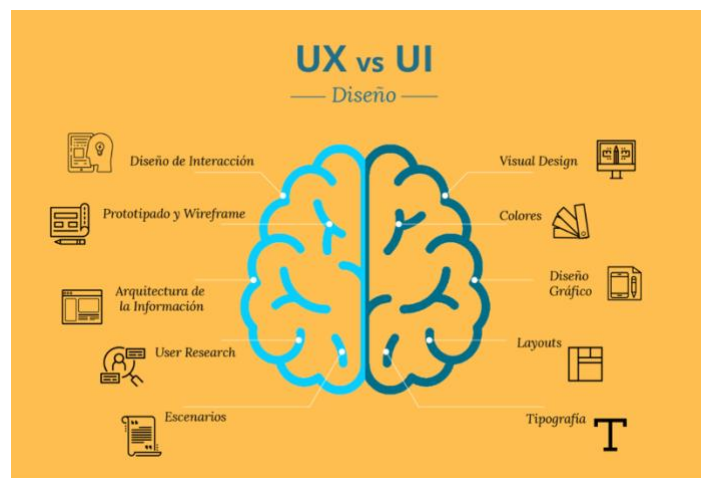 UX vs UI
Diseño
Diseño de Interacción
Prototipado y Wireframe
Arquitectura de
la Información
User Research
Escenarios
Visual Design
Colores
Diseño
Gráfico
Layouts
Tipografía
T